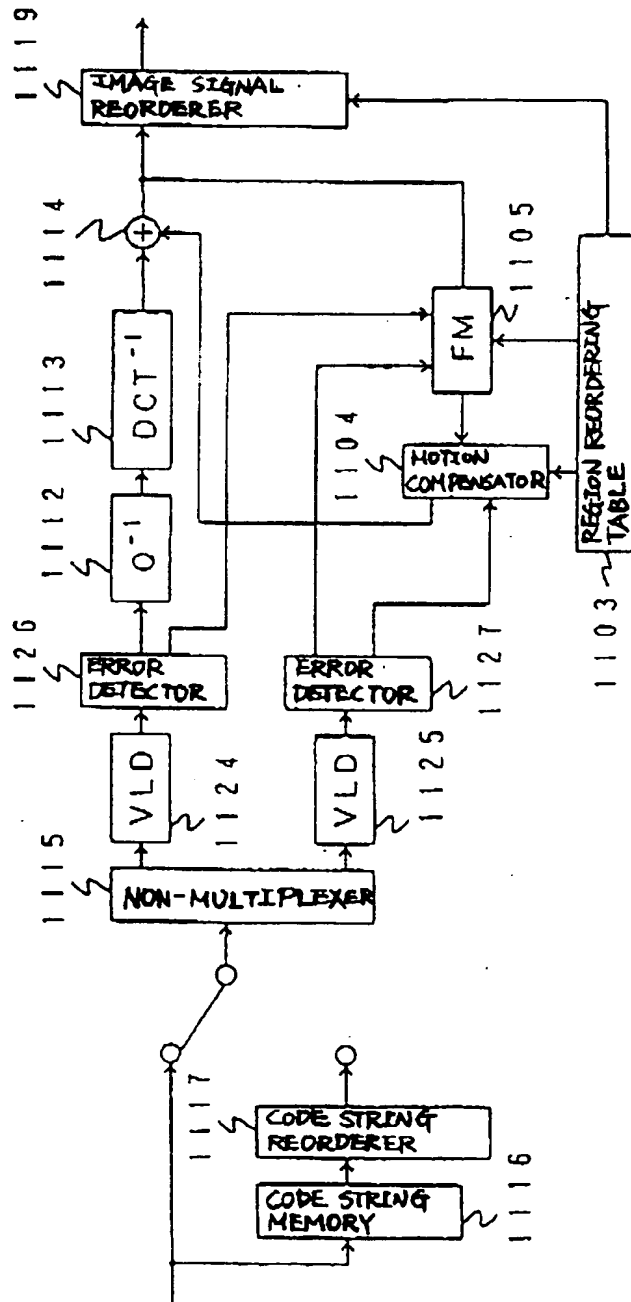 1119
IMAGE SIGNAL
REORDERER
1114
+
1105
FM
1113
DCT⁻¹
1104
MOTION
COMPENSATOR
REGION REORDERING
TABLE
1103
1112
Q⁻¹
1126
ERROR
DETECTOR
ERROR
DETECTOR
1127
VLD
1124
VLD
1125
1115
NON-MULTIPLEXER
1117
CODE STRING
REORDERER
CODE STRING
MEMORY
1116